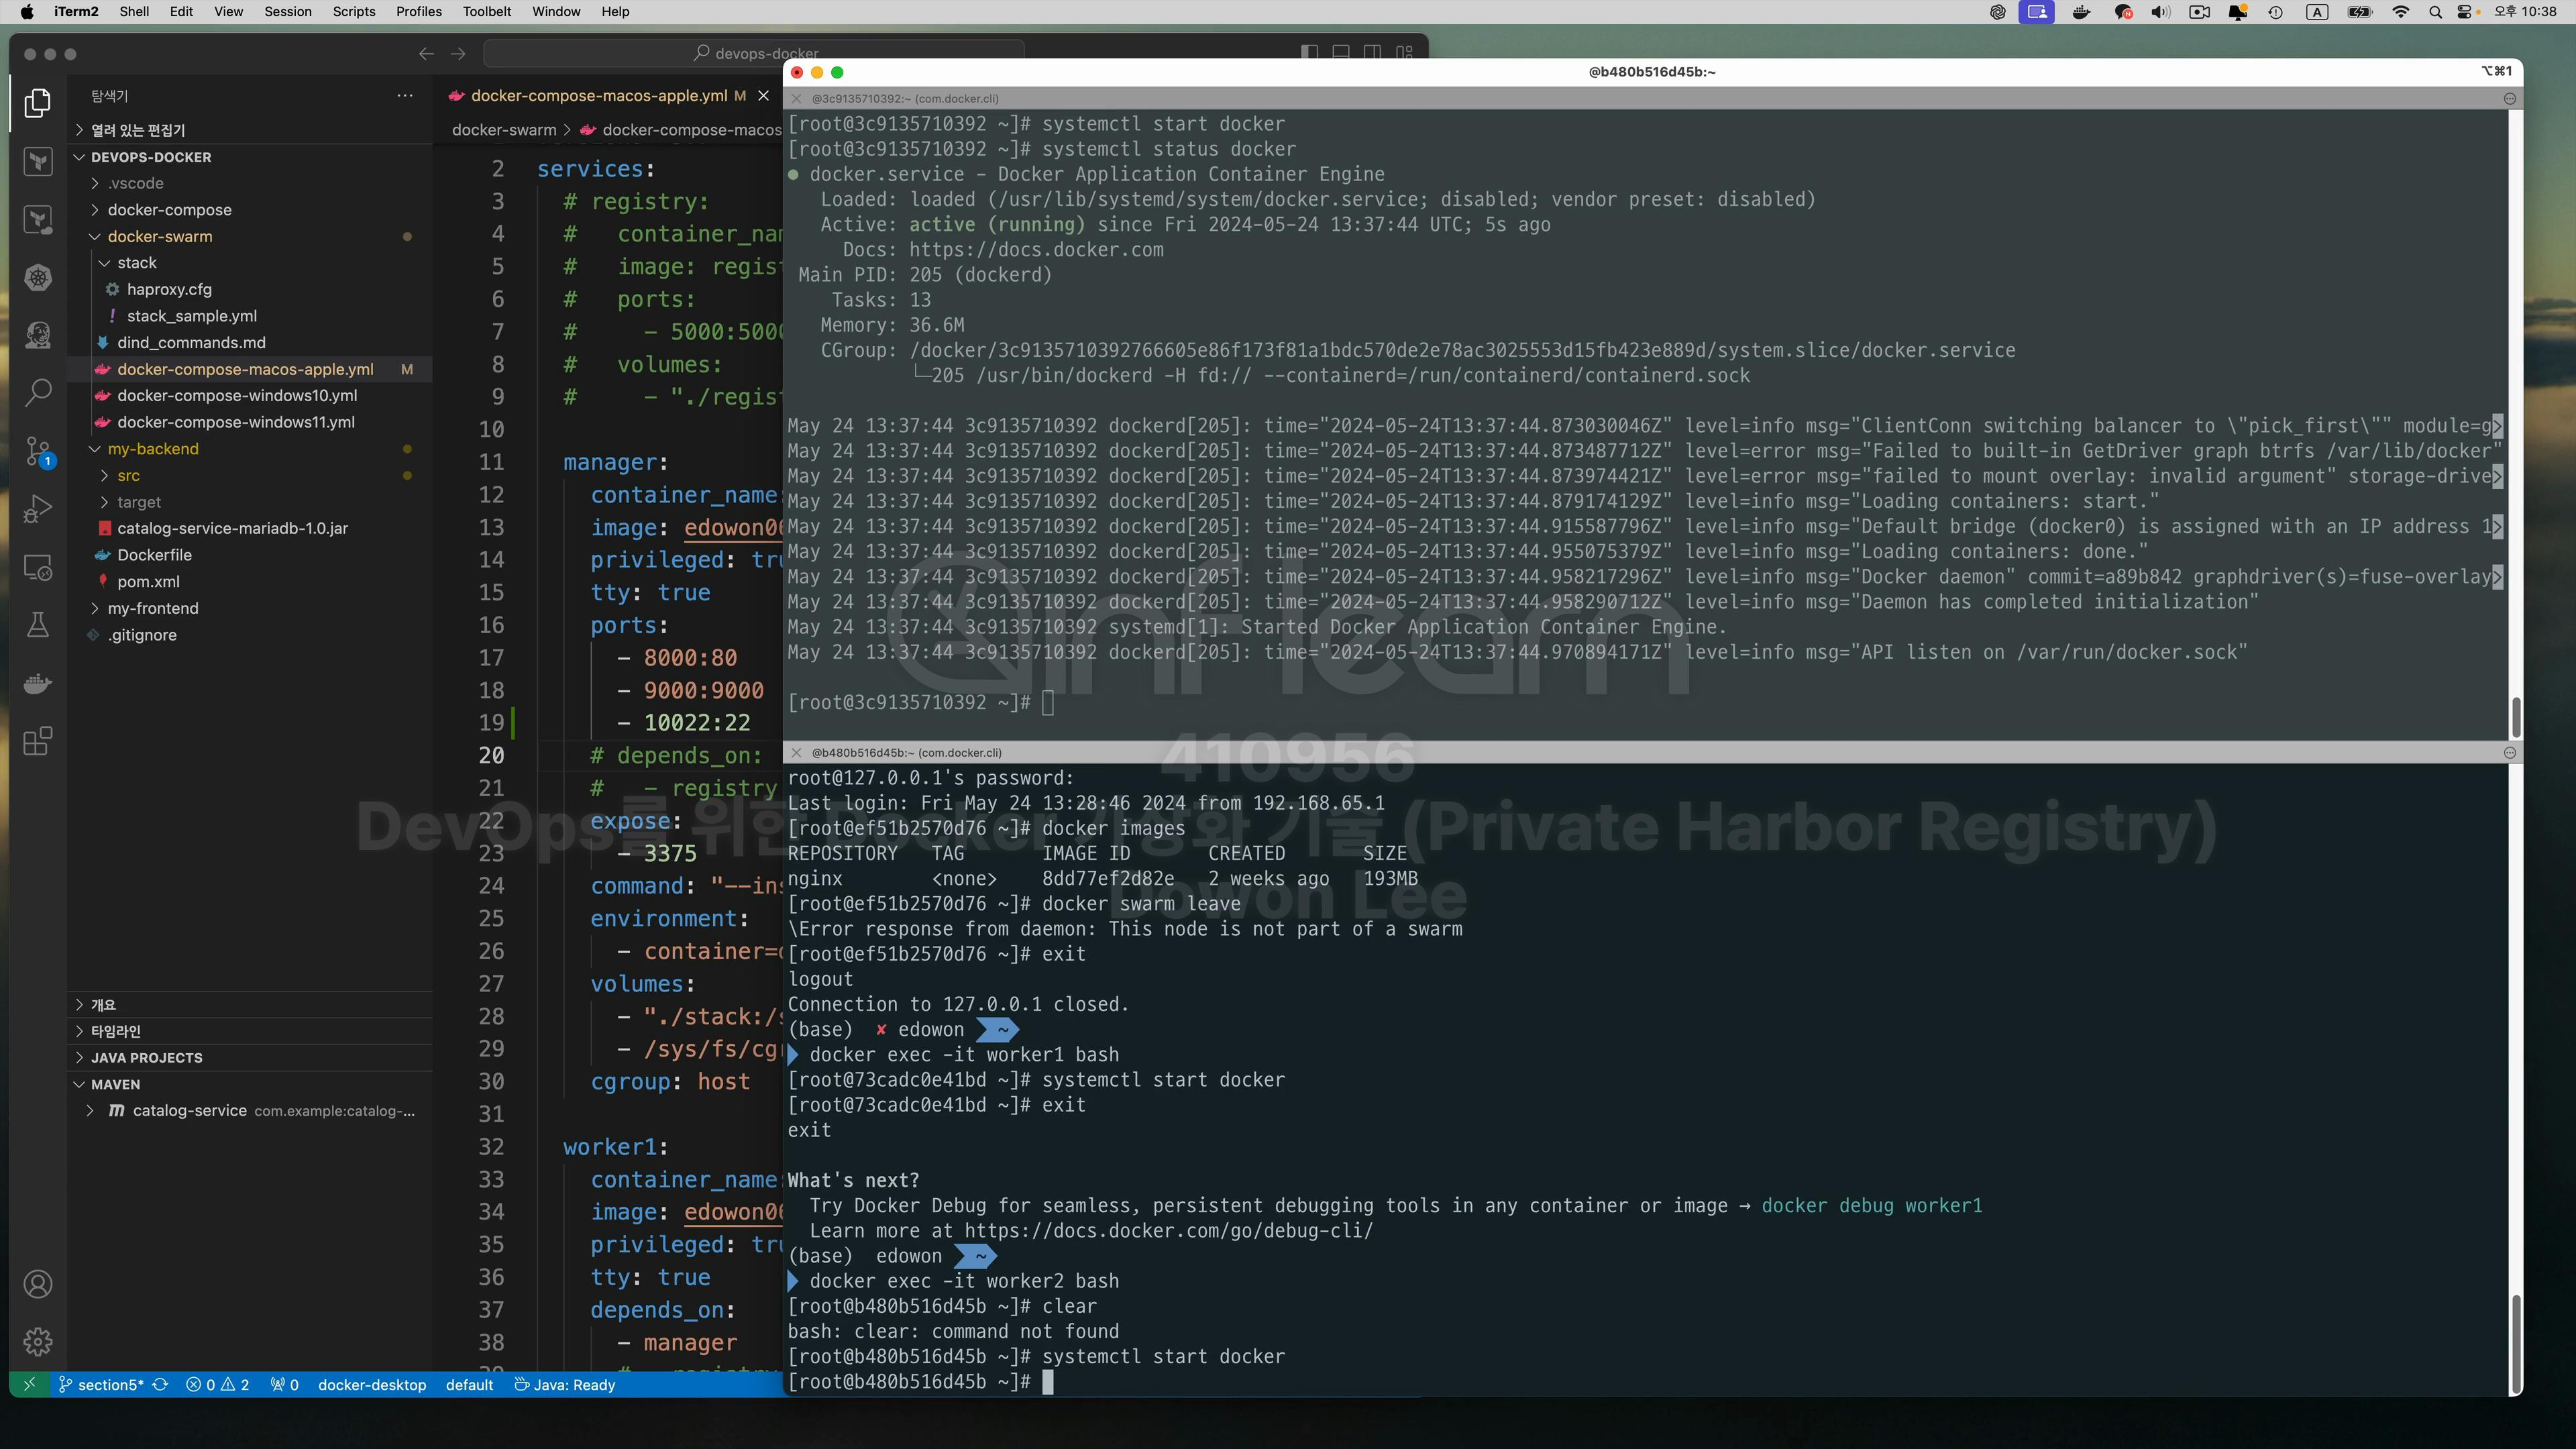 iTerm2 Shell Edit View Session Scripts Profiles Toolbelt Window Help
오후 10:38
devops-docker
탐색기
열려 있는 편집기
DEVOPS-DOCKER
.vscode
docker-compose
docker-swarm
stack
haproxy.cfg
stack_sample.yml
dind_commands.md
docker-compose-macos-apple.yml M
docker-compose-windows10.yml
docker-compose-windows11.yml
my-backend
src
target
catalog-service-mariadb-1.0.jar
Dockerfile
pom.xml
my-frontend
.gitignore
개요
타임라인
JAVA PROJECTS
MAVEN
catalog-service com.example:catalog-...
1
docker-compose-macos-apple.yml M
docker-swarm > docker-compose-macos
2 services:
3 # registry:
4 # container_nam
5 # image: regist
6 # ports:
7 # - 5000:5000
8 # volumes:
9 # - "./regist
10
11 manager:
12 container_name:
13 image: edowon06
14 privileged: tru
15 tty: true
16 ports:
17 - 8000:80
18 - 9000:9000
19 - 10022:22
20 # depends_on:
21 # - registry
22 expose:
23 - 3375
24 command: "--ins
25 environment:
26 - container=d
27 volumes:
28 - "./stack:/s
29 - /sys/fs/cg
30 cgroup: host
31
32 worker1:
33 container_name:
34 image: edowon06
35 privileged: tru
36 tty: true
37 depends_on:
38 - manager
section5* 0 2 0 docker-desktop default Java: Ready
@b480b516d45b:~
⌥⌘1
@3c9135710392:~ (com.docker.cli)
[root@3c9135710392 ~]# systemctl start docker
[root@3c9135710392 ~]# systemctl status docker
● docker.service - Docker Application Container Engine
Loaded: loaded (/usr/lib/systemd/system/docker.service; disabled; vendor preset: disabled)
Active: active (running) since Fri 2024-05-24 13:37:44 UTC; 5s ago
Docs: https://docs.docker.com
Main PID: 205 (dockerd)
Tasks: 13
Memory: 36.6M
CGroup: /docker/3c9135710392766605e86f173f81a1bdc570de2e78ac3025553d15fb423e889d/system.slice/docker.service
└─205 /usr/bin/dockerd -H fd:// --containerd=/run/containerd/containerd.sock
May 24 13:37:44 3c9135710392 dockerd[205]: time="2024-05-24T13:37:44.873030046Z" level=info msg="ClientConn switching balancer to \"pick_first\"" module=g>
May 24 13:37:44 3c9135710392 dockerd[205]: time="2024-05-24T13:37:44.873487712Z" level=error msg="Failed to built-in GetDriver graph btrfs /var/lib/docker"
May 24 13:37:44 3c9135710392 dockerd[205]: time="2024-05-24T13:37:44.873974421Z" level=error msg="failed to mount overlay: invalid argument" storage-drive>
May 24 13:37:44 3c9135710392 dockerd[205]: time="2024-05-24T13:37:44.879174129Z" level=info msg="Loading containers: start."
May 24 13:37:44 3c9135710392 dockerd[205]: time="2024-05-24T13:37:44.915587796Z" level=info msg="Default bridge (docker0) is assigned with an IP address 1>
May 24 13:37:44 3c9135710392 dockerd[205]: time="2024-05-24T13:37:44.955075379Z" level=info msg="Loading containers: done."
May 24 13:37:44 3c9135710392 dockerd[205]: time="2024-05-24T13:37:44.958217296Z" level=info msg="Docker daemon" commit=a89b842 graphdriver(s)=fuse-overlay>
May 24 13:37:44 3c9135710392 dockerd[205]: time="2024-05-24T13:37:44.958290712Z" level=info msg="Daemon has completed initialization"
May 24 13:37:44 3c9135710392 systemd[1]: Started Docker Application Container Engine.
May 24 13:37:44 3c9135710392 dockerd[205]: time="2024-05-24T13:37:44.970894171Z" level=info msg="API listen on /var/run/docker.sock"
[root@3c9135710392 ~]#
@b480b516d45b:~ (com.docker.cli)
root@127.0.0.1's password:
Last login: Fri May 24 13:28:46 2024 from 192.168.65.1
[root@ef51b2570d76 ~]# docker images
REPOSITORY TAG IMAGE ID CREATED SIZE
nginx <none> 8dd77ef2d82e 2 weeks ago 193MB
[root@ef51b2570d76 ~]# docker swarm leave
\Error response from daemon: This node is not part of a swarm
[root@ef51b2570d76 ~]# exit
logout
Connection to 127.0.0.1 closed.
(base) ✘ edowon ~
docker exec -it worker1 bash
[root@73cadc0e41bd ~]# systemctl start docker
[root@73cadc0e41bd ~]# exit
exit
What's next?
Try Docker Debug for seamless, persistent debugging tools in any container or image → docker debug worker1
Learn more at https://docs.docker.com/go/debug-cli/
(base) edowon ~
docker exec -it worker2 bash
[root@b480b516d45b ~]# clear
bash: clear: command not found
[root@b480b516d45b ~]# systemctl start docker
[root@b480b516d45b ~]#
inflearn
410956
DevOps를 위한 Docker 가상화 기술 (Private Harbor Registry)
Dowon Lee